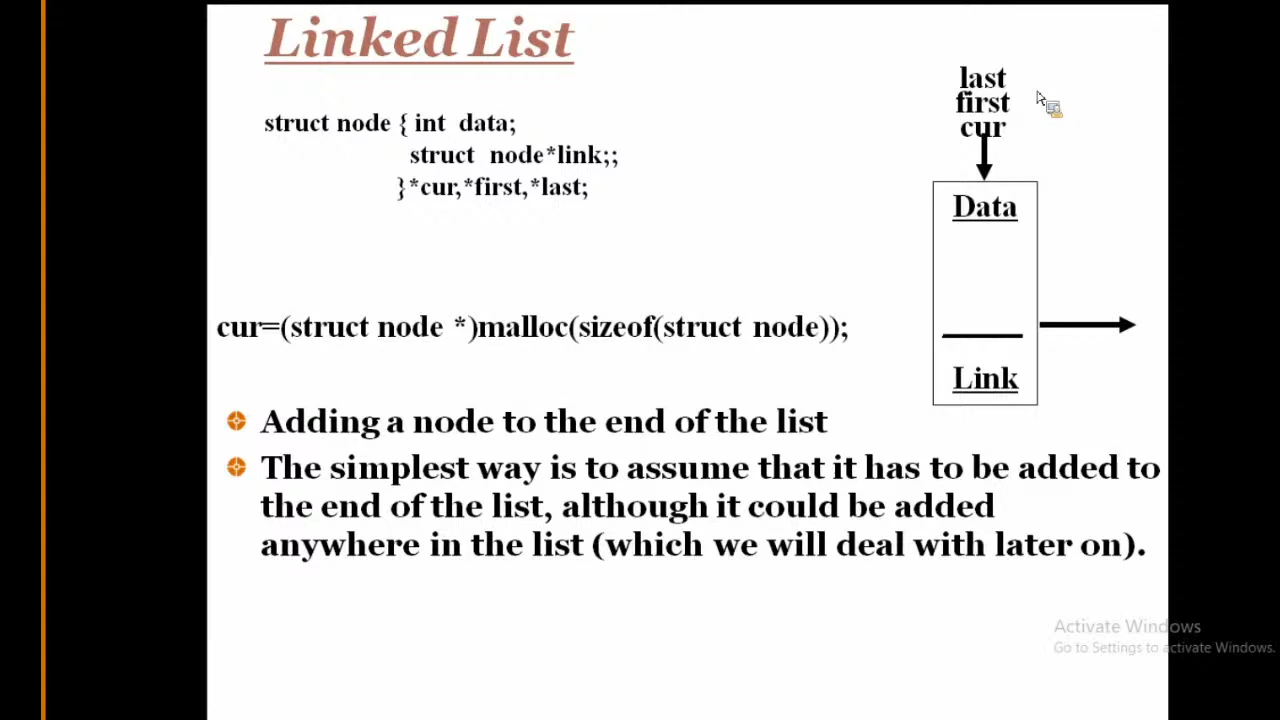 Linked List
struct node { int data;
struct node*link;;
}*cur,*first,*last;
last
first
cur
Data
Link
cur=(struct node *)malloc(sizeof(struct node));
Adding a node to the end of the list
The simplest way is to assume that it has to be added to
the end of the list, although it could be added
anywhere in the list (which we will deal with later on).
Activate Windows
Go to Settings to activate Windows.